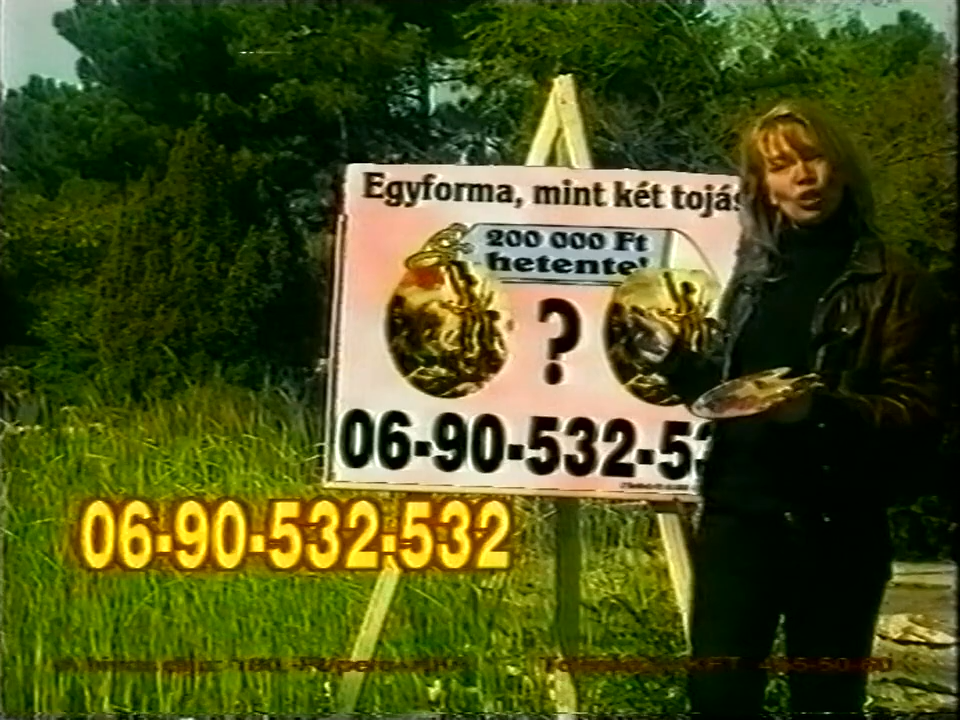 Egyforma, mint két tojás
200 000 Ft
hetente!
?
06-90-532-53
06-90-532-532